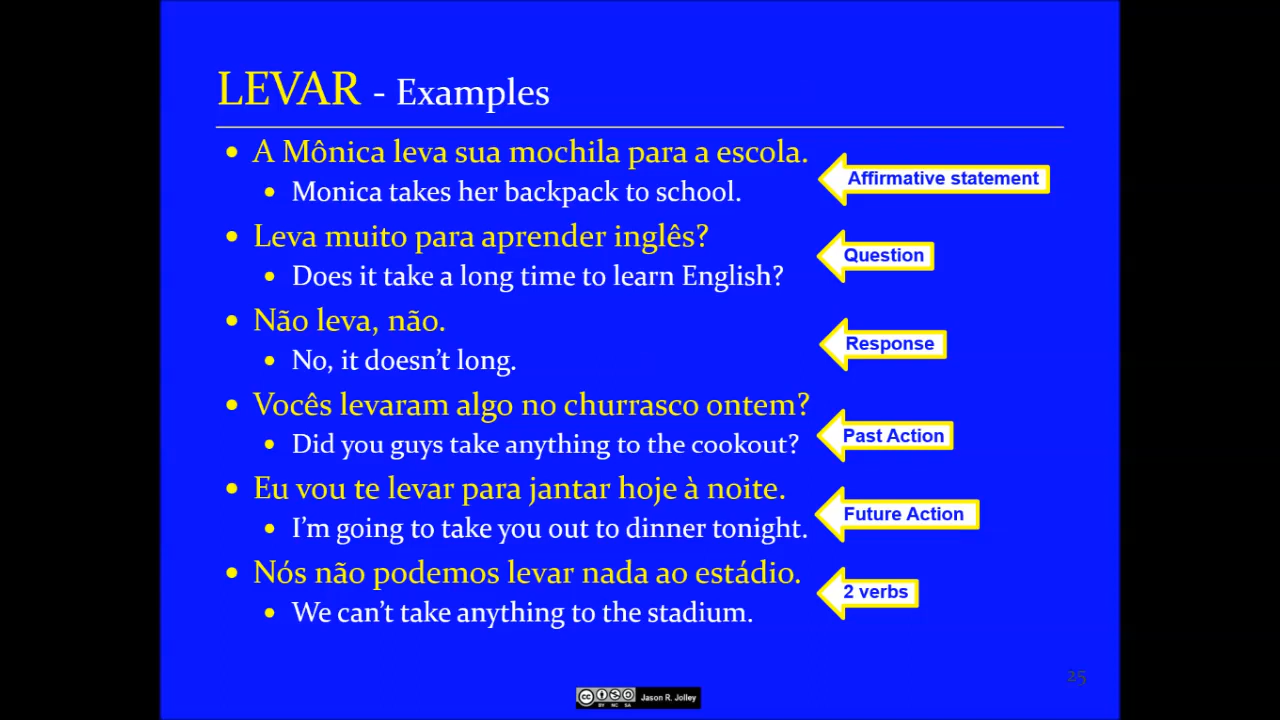 LEVAR - Examples
A Mônica leva sua mochila para a escola.
Monica takes her backpack to school.
Affirmative statement
Leva muito para aprender inglês?
Does it take a long time to learn English?
Question
Não leva, não.
No, it doesn't long.
Response
Vocês levaram algo no churrasco ontem?
Did you guys take anything to the cookout?
Past Action
Eu vou te levar para jantar hoje à noite.
I'm going to take you out to dinner tonight.
Future Action
Nós não podemos levar nada ao estádio.
We can't take anything to the stadium.
2 verbs
25
cc BY NC SA Jason R. Jolley